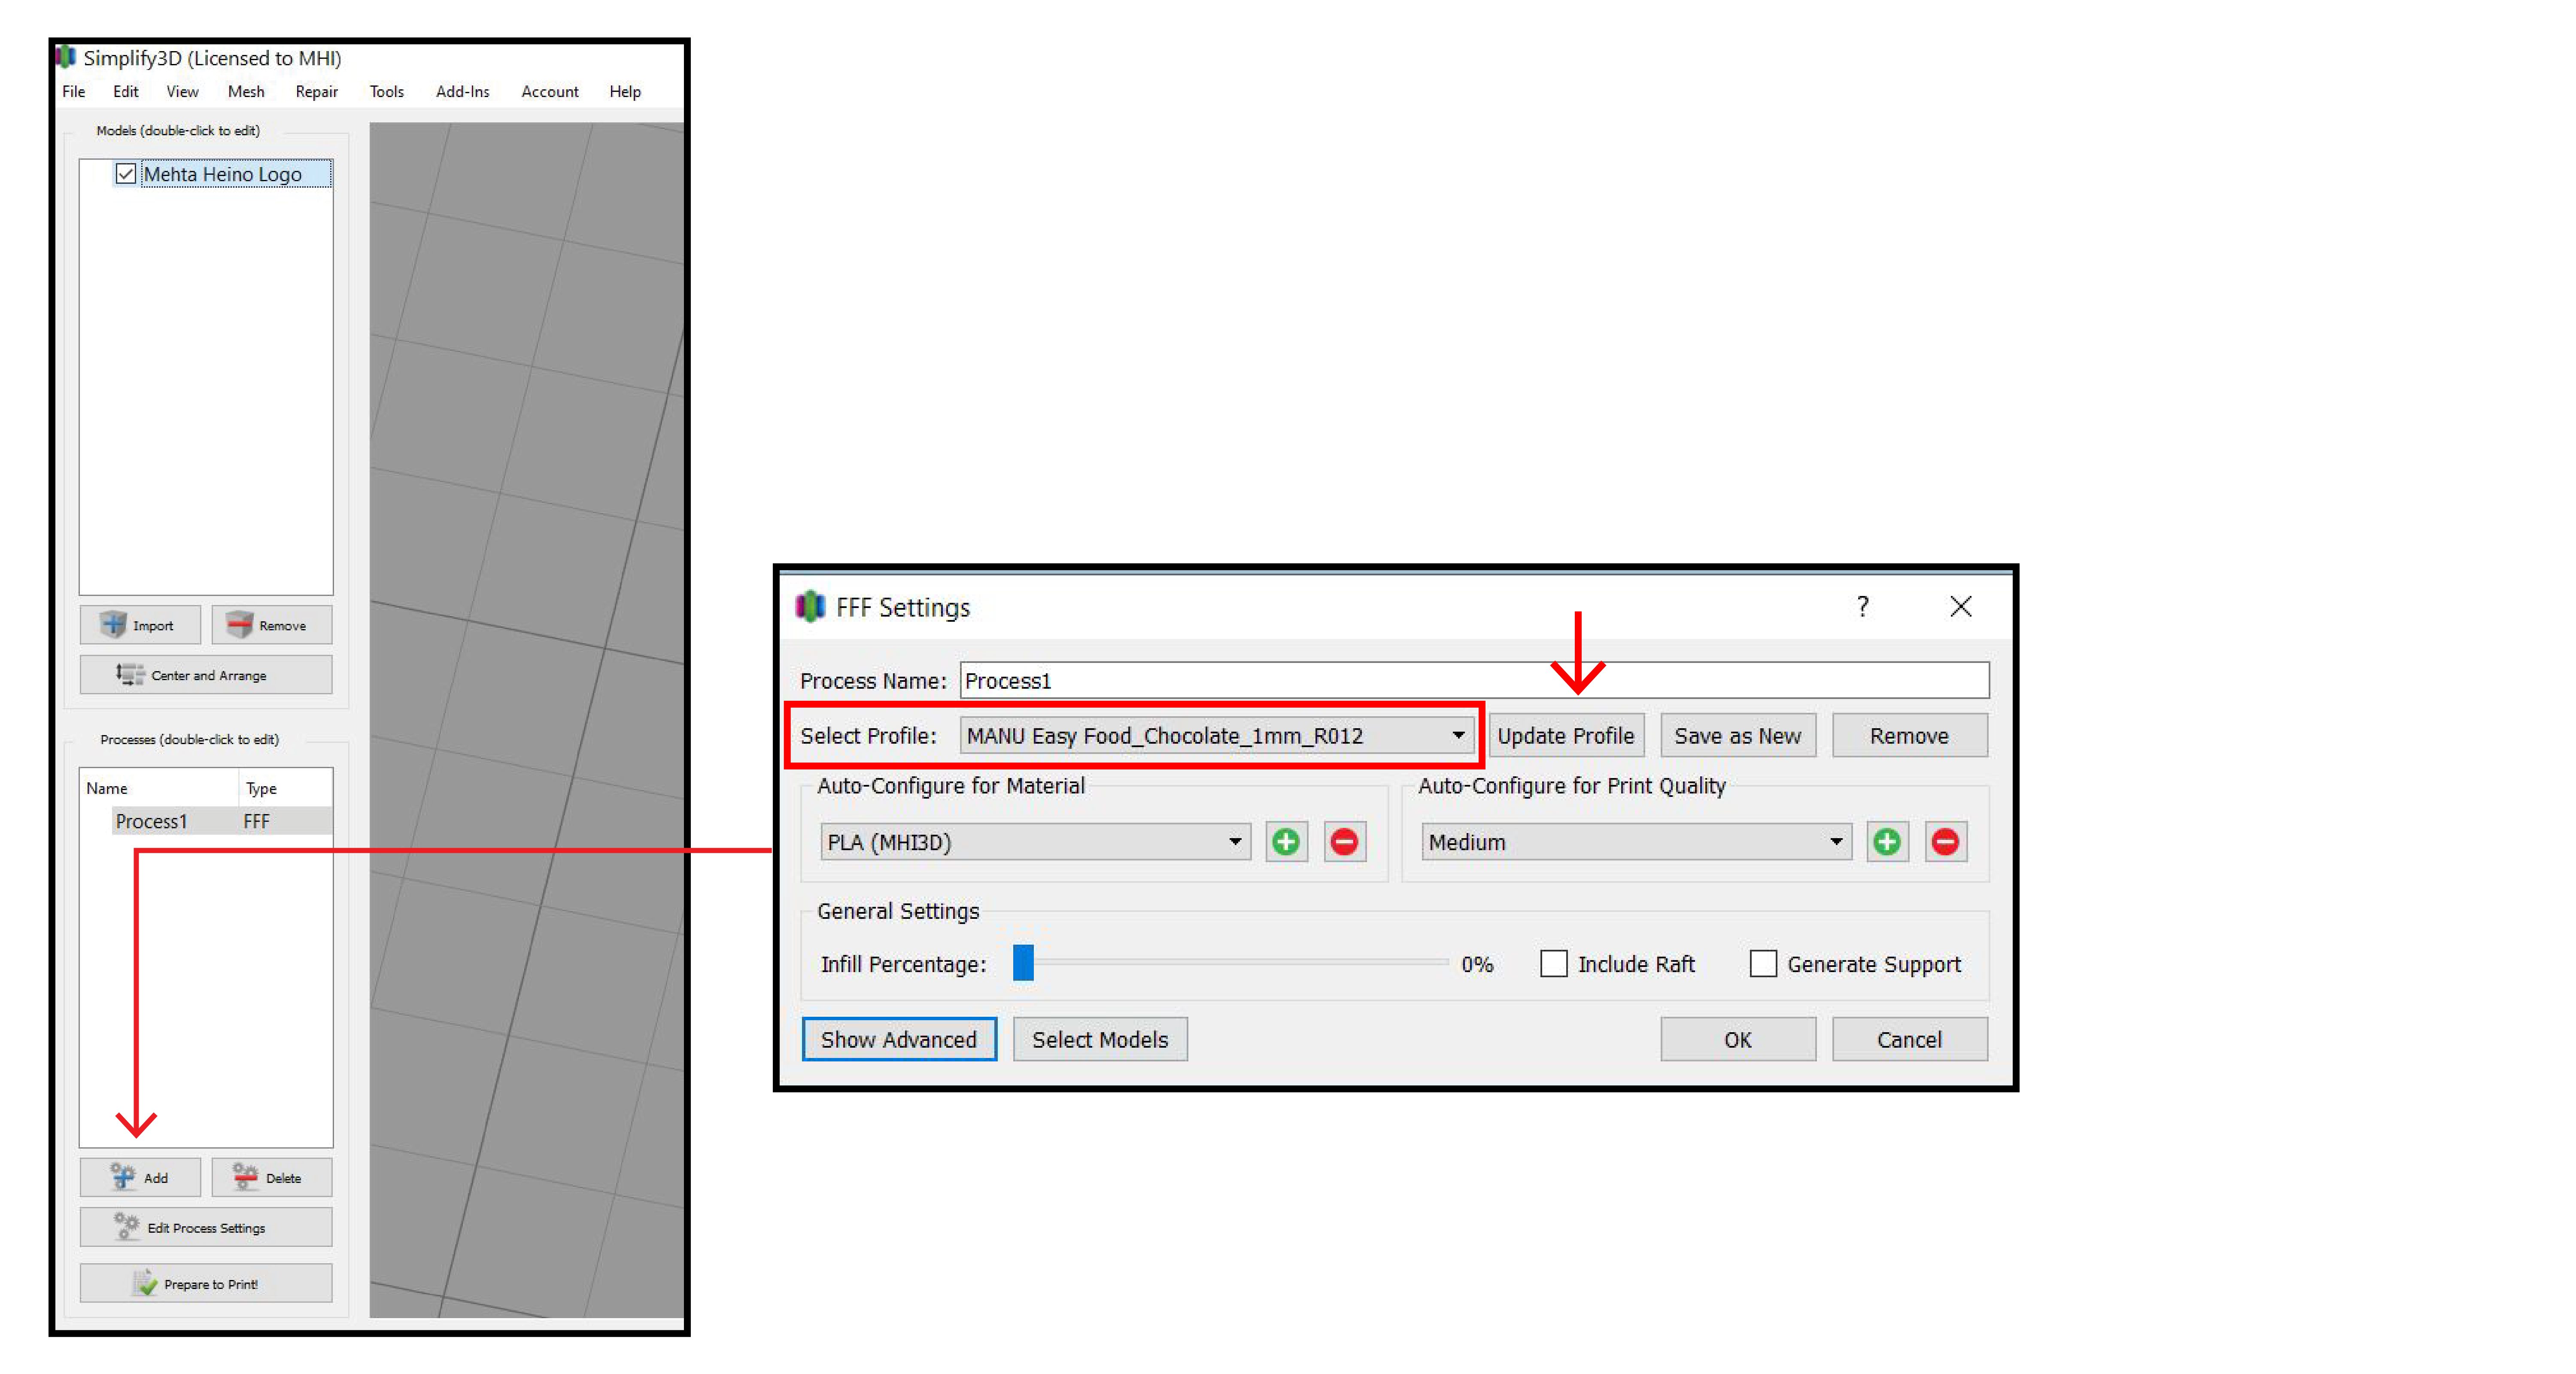 Simplify3D (Licensed to MHI)
File Edit View Mesh Repair Tools Add-Ins Account Help
Models (double-click to edit)
Mehta Heino Logo
Import Remove
Center and Arrange
Processes (double-click to edit)
Name Type
Process1 FFF
Add Delete
Edit Process Settings
Prepare to Print!
FFF Settings ?
Process Name: Process1
Select Profile: MANU Easy Food_Chocolate_1mm_R012 Update Profile Save as New Remove
Auto-Configure for Material Auto-Configure for Print Quality
PLA (MHI3D) Medium
General Settings
Infill Percentage: 0% Include Raft Generate Support
Show Advanced Select Models OK Cancel